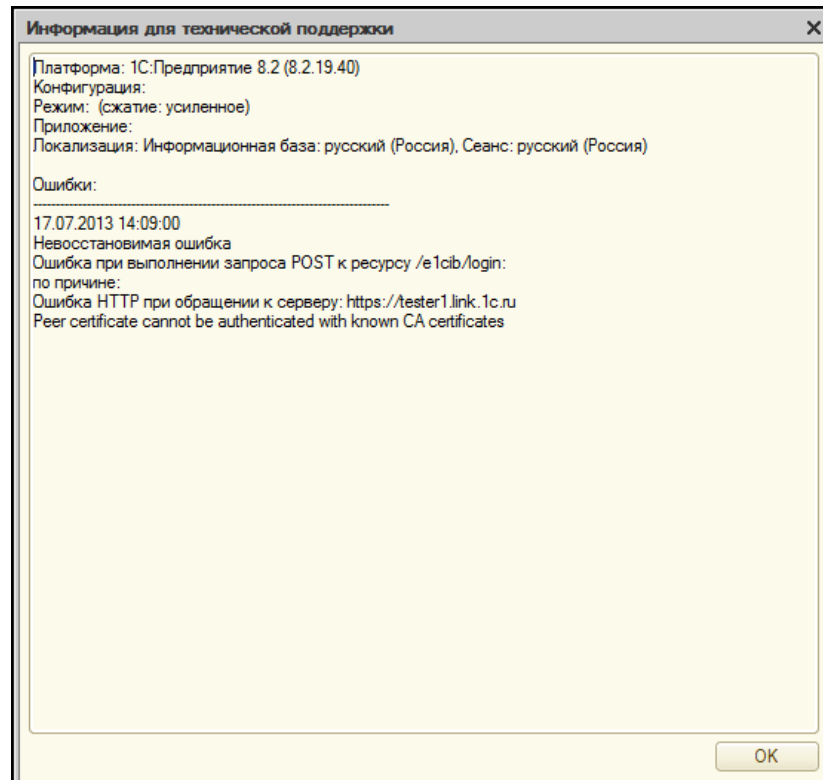 Информация для технической поддержки
Платформа: 1С:Предприятие 8.2 (8.2.19.40)
Конфигурация:
Режим:  (сжатие: усиленное)
Приложение:
Локализация: Информационная база: русский (Россия), Сеанс: русский (Россия)
Ошибки:
--------------------------------------------------------------------------------
17.07.2013 14:09:00
Невосстановимая ошибка
Ошибка при выполнении запроса POST к ресурсу /e1cib/login:
по причине:
Ошибка HTTP при обращении к серверу: https://tester1.link.1c.ru
Peer certificate cannot be authenticated with known CA certificates
OK